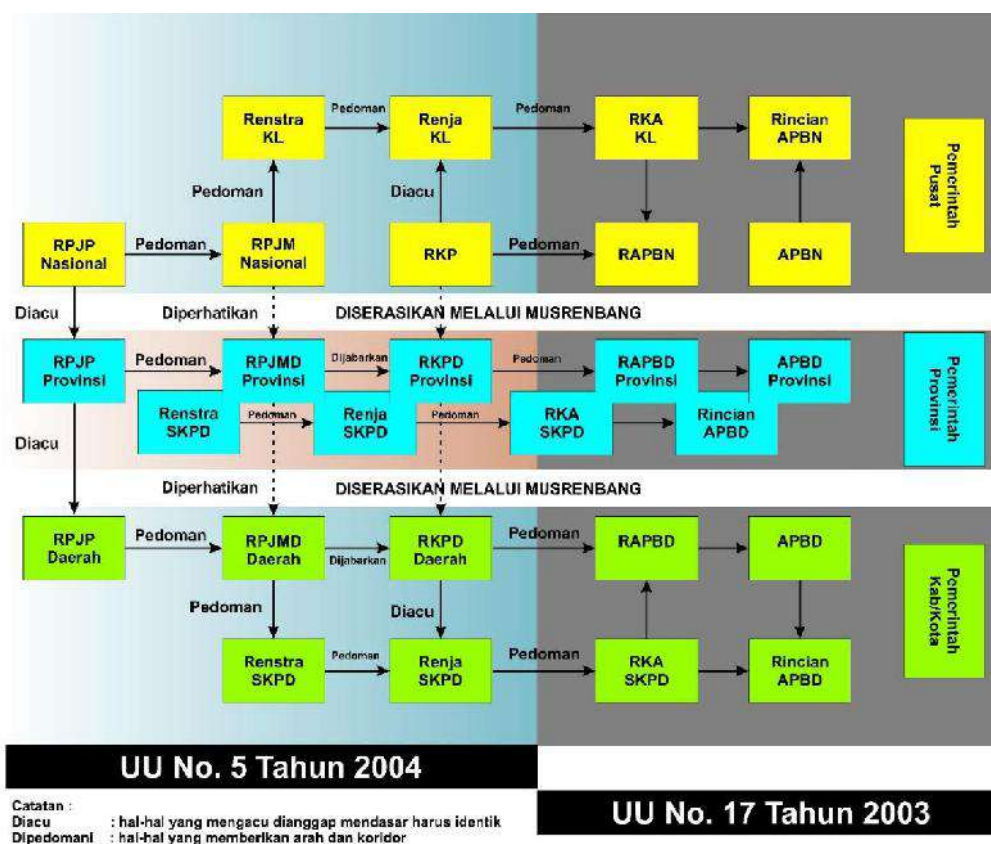 Pedoman
Pedoman
Renstra
KL
Renja
KL
RKA
KL
Rincian
APBN
Pemerintah
Pusat
Pedoman
Diacu
RPJP
Nasional
Pedoman
RPJM
Nasional
RKP
Pedoman
RAPBN
APBN
Diacu
Diperhatikan
DISERASIKAN MELALUI MUSRENBANG
RPJP
Provinsi
Pedoman
RPJMD
Provinsi
Dijabarkan
RKPD
Provinsi
Pedoman
RAPBD
Provinsi
APBD
Provinsi
Pemerintah
Provinsi
Renstra
SKPD
Pedoman
Renja
SKPD
Pedoman
RKA
SKPD
Rincian
APBD
Diacu
Diperhatikan
DISERASIKAN MELALUI MUSRENBANG
RPJP
Daerah
Pedoman
RPJMD
Daerah
Dijabarkan
RKPD
Daerah
Pedoman
RAPBD
APBD
Pemerintah
Kab/Kota
Pedoman
Diacu
Renstra
SKPD
Pedoman
Renja
SKPD
Pedoman
RKA
SKPD
Rincian
APBD
UU No. 5 Tahun 2004
UU No. 17 Tahun 2003
Catatan :
Diacu : hal-hal yang mengacu dianggap mendasar harus identik
Dipedomani : hal-hal yang memberikan arah dan koridor